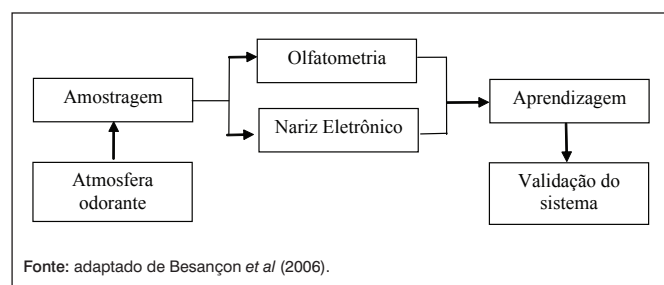 Olfatometria
Amostragem
Aprendizagem
Nariz Eletrônico
Atmosfera
odorante
Validação do
sistema
Fonte: adaptado de Besançon et al (2006).